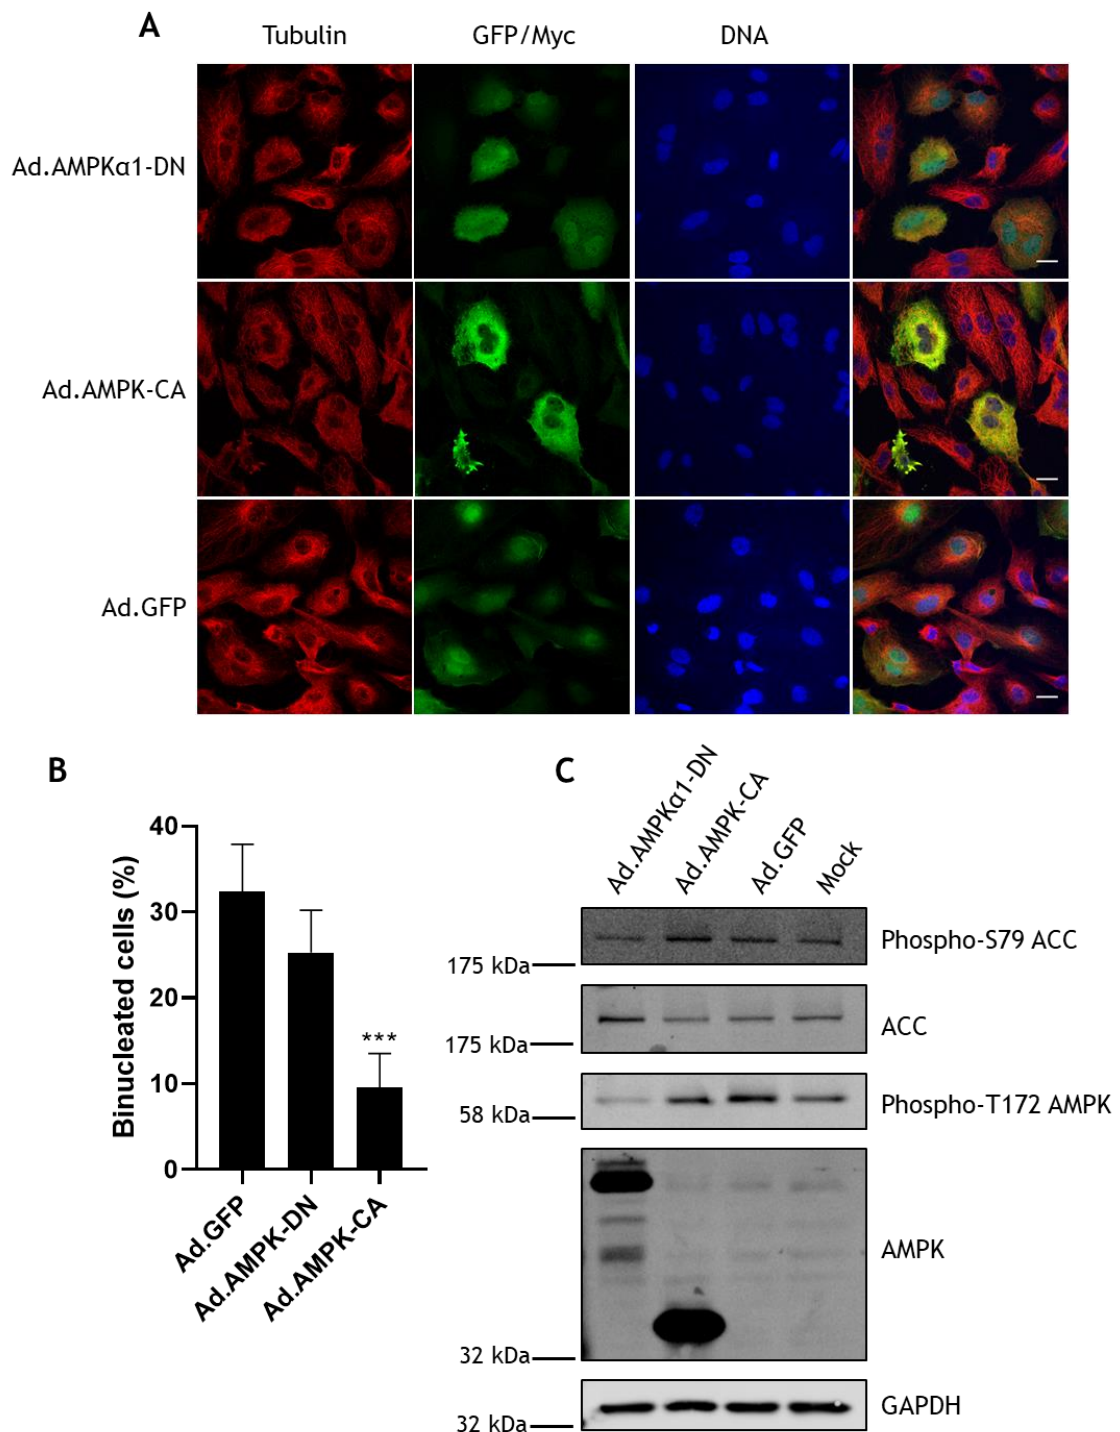 A
Tubulin GFP/Myc DNA
Ad.AMPKα1-DN
Ad.AMPK-CA
Ad.GFP
B
Binucleated cells (%)
40
30
20
10
0
***
Ad.GFP
Ad.AMPK-DN
Ad.AMPK-CA
C
Ad.AMPKα1-DN
Ad.AMPK-CA
Ad.GFP
Mock
Phospho-S79 ACC
175 kDa
ACC
175 kDa
Phospho-T172 AMPK
58 kDa
AMPK
32 kDa
GAPDH
32 kDa